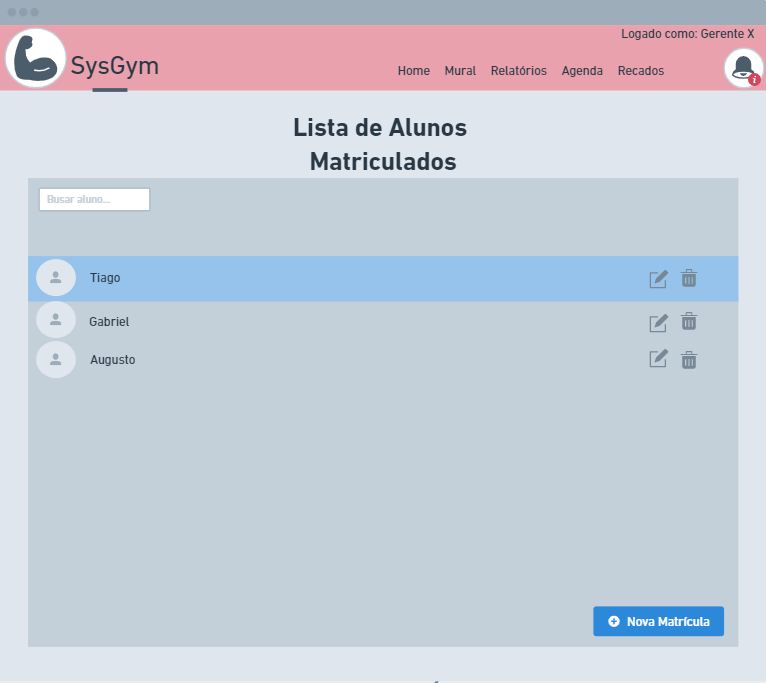 Logado como: Gerente X
SysGym
Home Mural Relatórios Agenda Recados
Lista de Alunos
Matriculados
Busar aluno...
Tiago
Gabriel
Augusto
Nova Matrícula